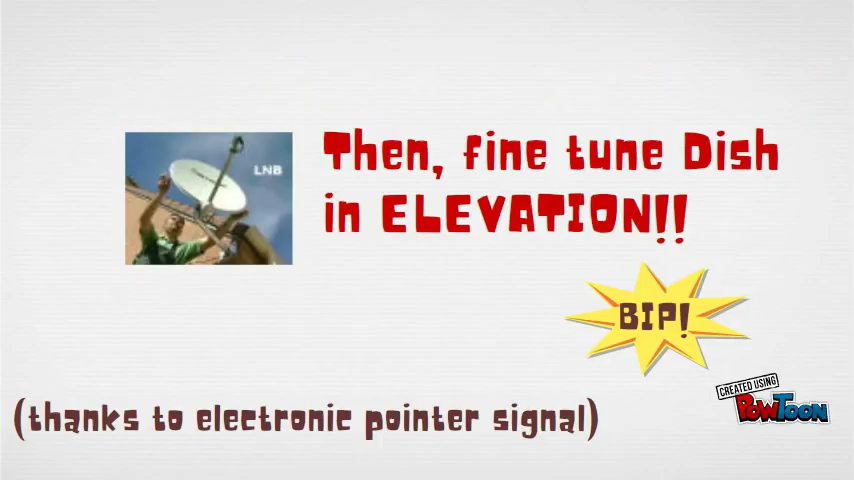 LNB
Then, fine tune Dish
in ELEVATION!!
BIP!
CREATED USING
POWTOON
(thanks to electronic pointer signal)